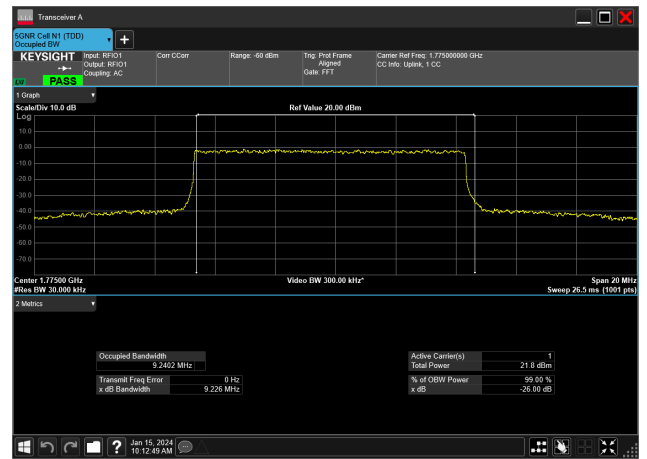 Transceiver A
5GNR Cell N1 (TDD)
Occupied BW
KEYSIGHT
LW PASS
Input: RFIO1
Output: RFIO1
Coupling: AC
Corr CCorr
Range: -60 dBm
Trig: Prot Frame
Aligned
Gate: FFT
Carrier Ref Freq: 1.775000000 GHz
CC Info: Uplink, 1 CC
1 Graph
Scale/Div 10.0 dB
Ref Value 20.00 dBm
Log
10.0
0.00
-10.0
-20.0
-30.0
-40.0
-50.0
-60.0
-70.0
Center 1.77500 GHz
Video BW 300.00 kHz*
Span 20 MHz
#Res BW 30.000 kHz
Sweep 26.5 ms (1001 pts)
2 Metrics
Occupied Bandwidth
9.2402 MHz
Active Carrier(s) 1
Total Power 21.8 dBm
Transmit Freq Error 0 Hz
x dB Bandwidth 9.226 MHz
% of OBW Power 99.00 %
x dB -26.00 dB
? Jan 15, 2024
10:12:49 AM